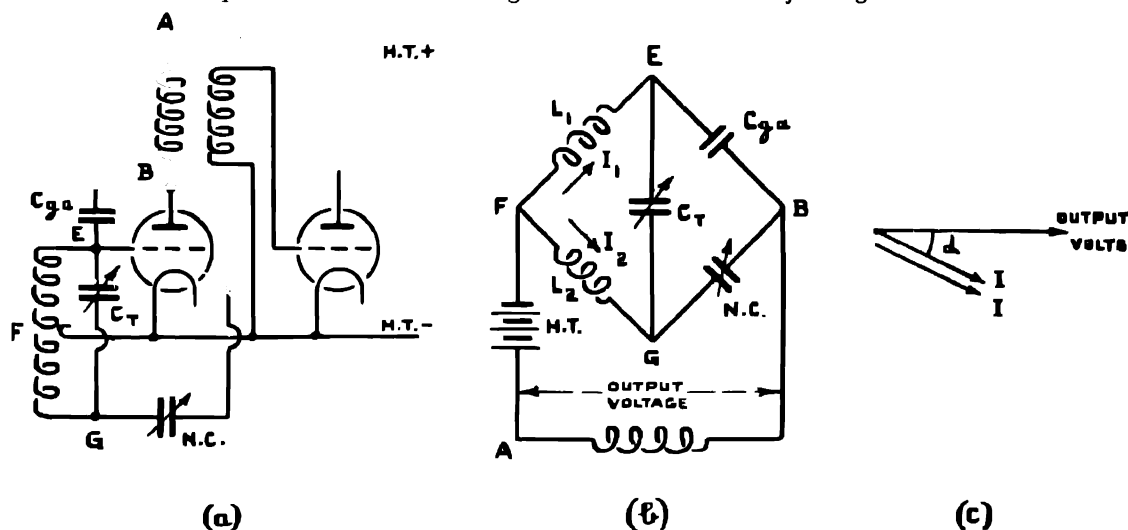 A
H.T.+
B
Cga
E
CT
F
C
H.T.-
G
N.C.
(a)
E
L1
Cga
I1
F
CT
B
I2
L2
N.C.
H.T.
G
OUTPUT
VOLTAGE
A
(b)
OUTPUT
VOLTS
d
I
I
(c)